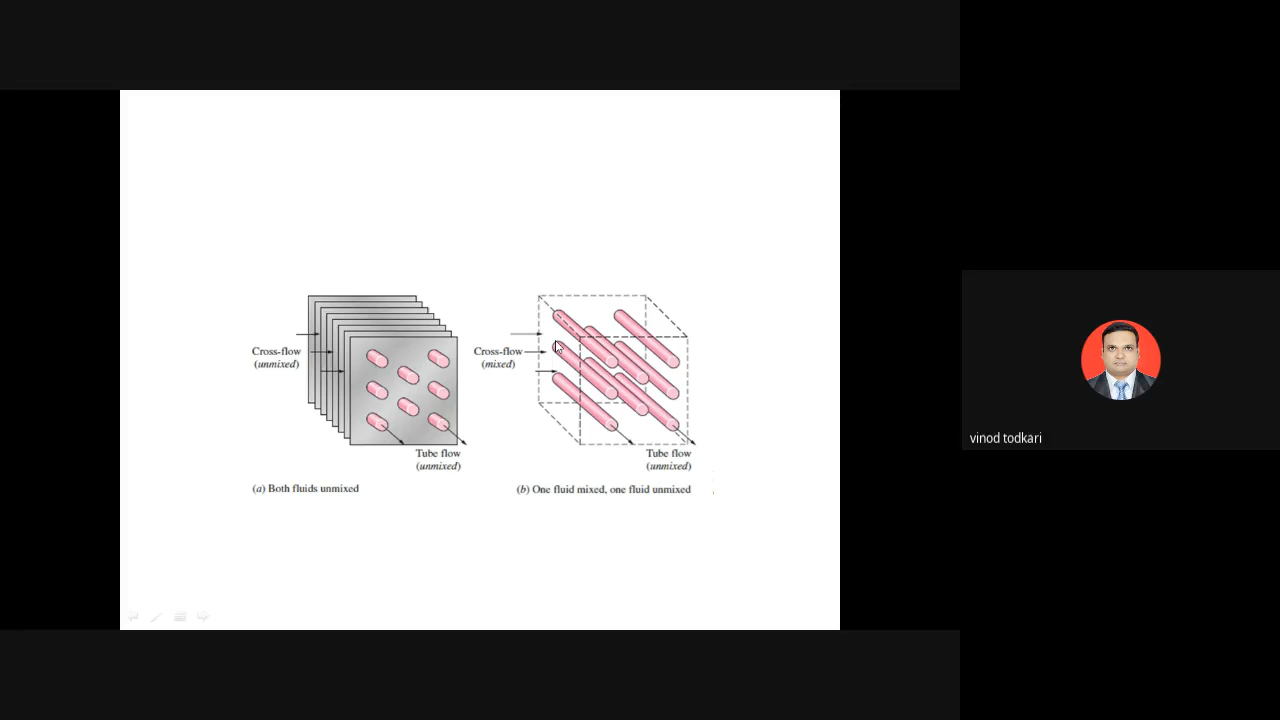 Cross-flow
(unmixed)
Tube flow
(unmixed)
(a) Both fluids unmixed
Cross-flow
(mixed)
Tube flow
(unmixed)
(b) One fluid mixed, one fluid unmixed
vinod todkari